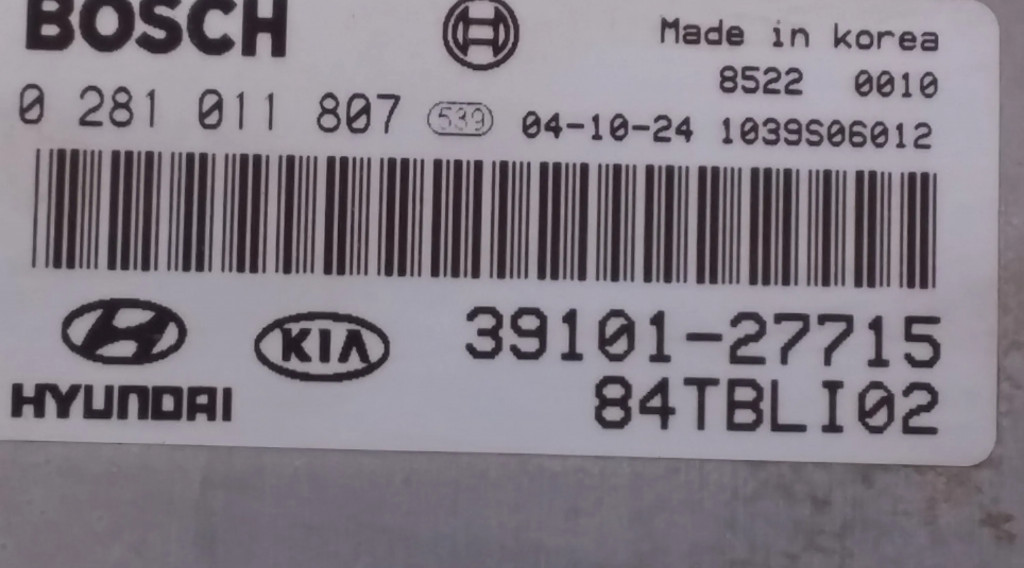 BOSCH
Made in korea
8522 0010
0 281 011 807 539 04-10-24 1039S06012
39101-27715
KIA
HYUNDAI
84TBLI02